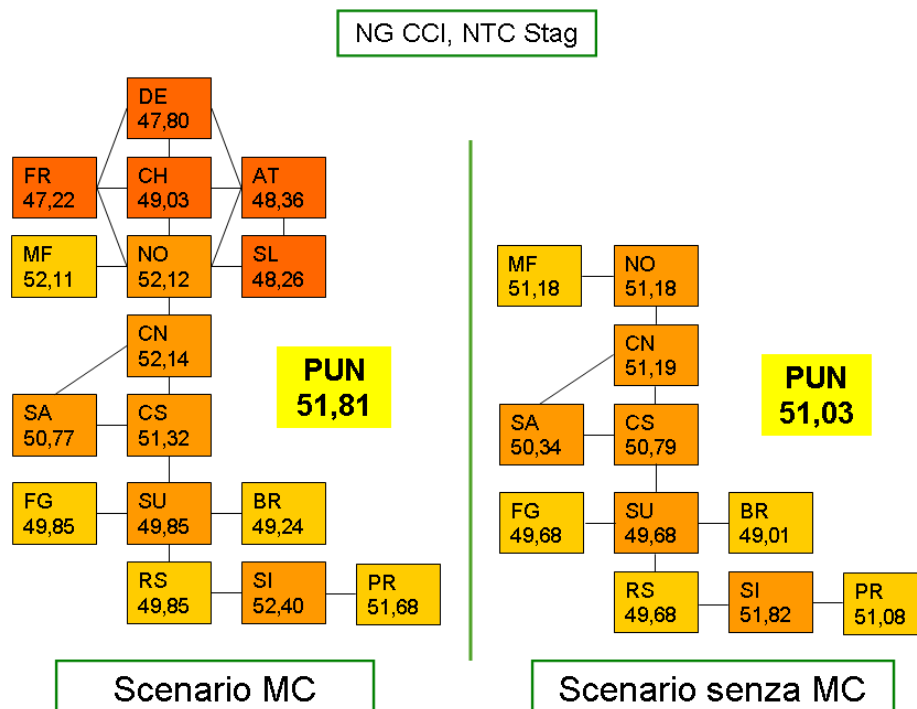 NG CCI, NTC Stag
DE
47,80
FR
47,22
CH
49,03
AT
48,36
MF
52,11
NO
52,12
SL
48,26
CN
52,14
PUN
51,81
SA
50,77
CS
51,32
FG
49,85
SU
49,85
BR
49,24
RS
49,85
SI
52,40
PR
51,68
Scenario MC
MF
51,18
NO
51,18
CN
51,19
PUN
51,03
SA
50,34
CS
50,79
FG
49,68
SU
49,68
BR
49,01
RS
49,68
SI
51,82
PR
51,08
Scenario senza MC